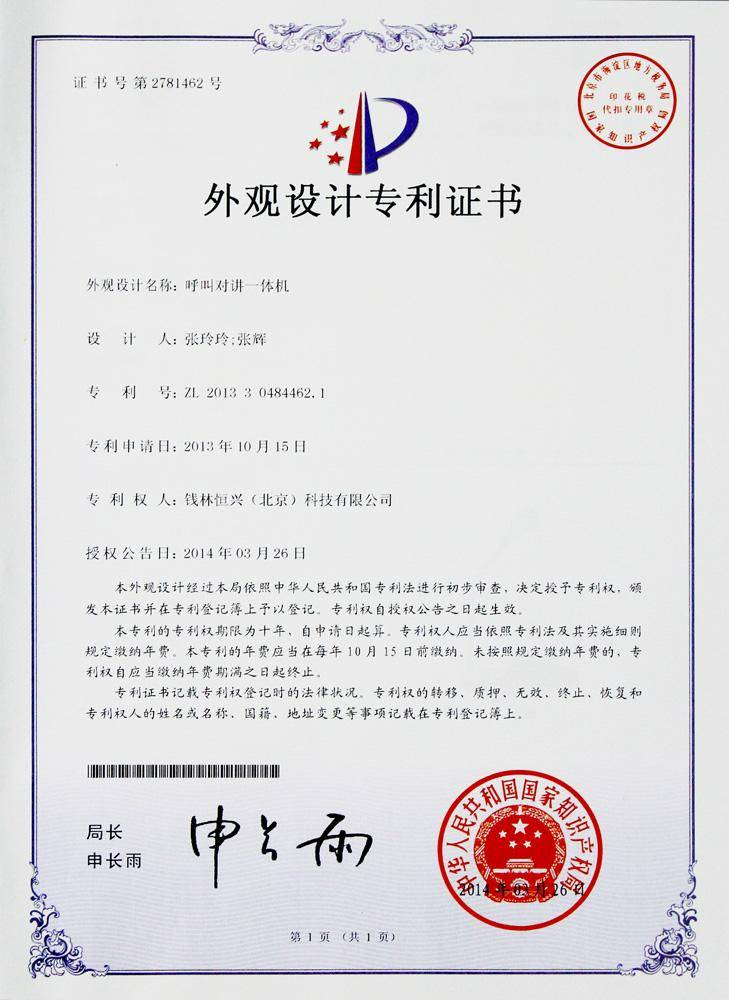 证书号第2781462号
北京市海淀区地方税务局
印花税
代扣专用章
国家知识产权局
外观设计专利证书
外观设计名称：呼叫对讲一体机
设计人：张玲玲;张辉
专利号：ZL 2013 3 0484462.1
专利申请日：2013年10月15日
专利权人：钱林恒兴（北京）科技有限公司
授权公告日：2014年03月26日
本外观设计经过本局依照中华人民共和国专利法进行初步审查，决定授予专利权，颁
发本证书并在专利登记簿上予以登记。专利权自授权公告之日起生效。
本专利的专利权期限为十年，自申请日起算。专利权人应当依照专利法及其实施细则
规定缴纳年费。本专利的年费应当在每年10月15日前缴纳。未按照规定缴纳年费的，专
利权自应当缴纳年费期满之日起终止。
专利证书记载专利权登记时的法律状况。专利权的转移、质押、无效、终止、恢复和
专利权人的姓名或名称、国籍、地址变更等事项记载在专利登记簿上。
局长
申长雨
申长雨
中华人民共和国国家知识产权局
2014年03月26日
第1页（共1页）